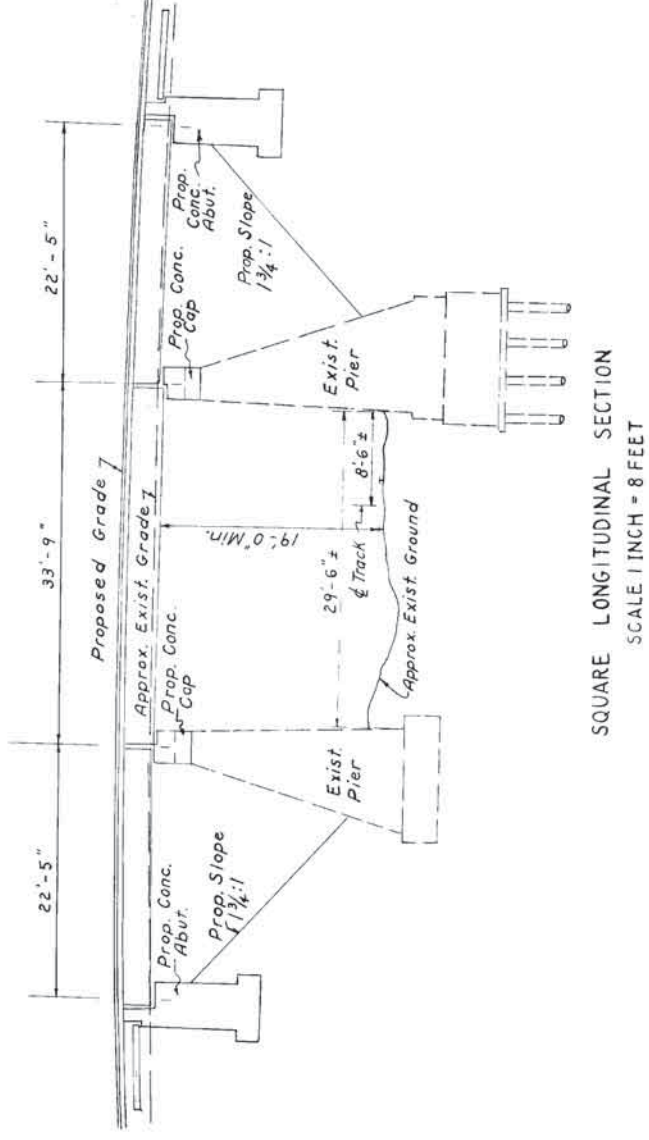 22'-5"
33'-9"
22'-5"
Proposed Grade
Approx. Exist. Grade
Prop. Conc.
Abut.
Prop. Conc.
Cap
Prop. Conc.
Cap
Prop.
Conc.
Abut.
Prop. Slope
1¾:1
Prop. Slope
1¾:1
19'-0" Min.
29'-6"±
8'-6"±
℄ Track
Exist.
Pier
Exist.
Pier
Approx. Exist. Ground
SQUARE LONGITUDINAL SECTION
SCALE 1 INCH = 8 FEET